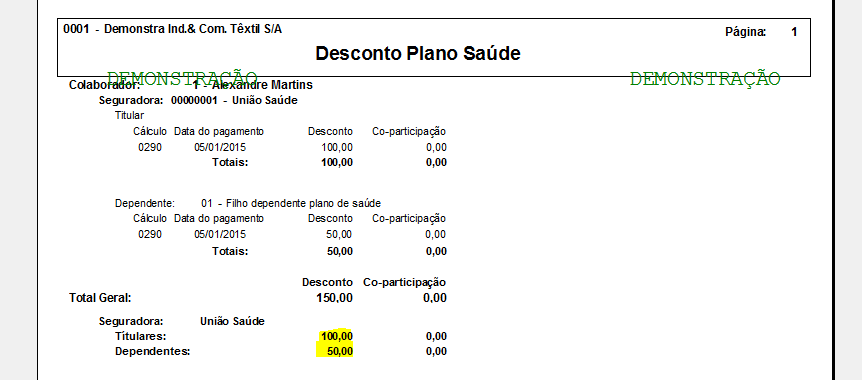 0001 - Demonstra Ind.& Com. Têxtil S/A
Página: 1
Desconto Plano Saúde
DEMONSTRAÇÃO DEMONSTRAÇÃO
Colaborador: 1 - Alexandre Martins
Seguradora: 00000001 - União Saúde
Titular
Cálculo Data do pagamento Desconto Co-participação
0290 05/01/2015 100,00 0,00
Totais: 100,00 0,00
Dependente: 01 - Filho dependente plano de saúde
Cálculo Data do pagamento Desconto Co-participação
0290 05/01/2015 50,00 0,00
Totais: 50,00 0,00
Desconto Co-participação
Total Geral: 150,00 0,00
Seguradora: União Saúde
Títulares: 100,00 0,00
Dependentes: 50,00 0,00